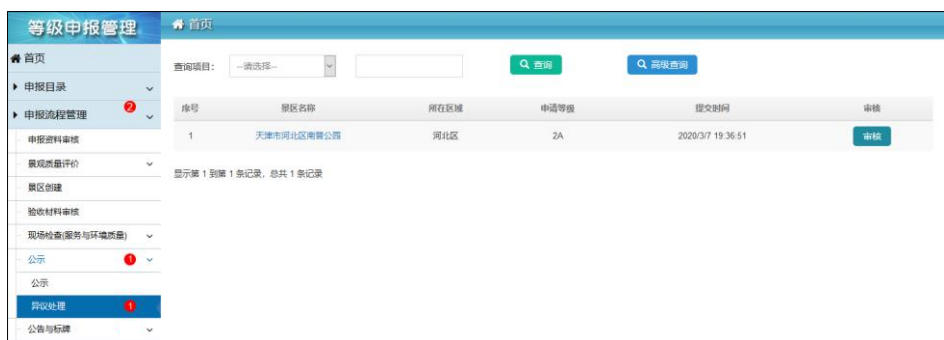 等级申报管理
首页
首页
申报目录
申报流程管理 2
申报资料审核
景观质量评价
景区创建
验收材料审核
现场检查(服务与环境质量)
公示 1
公示
异议处理 1
公告与标牌
查询项目: --请选择-- 查询 高级查询
序号 景区名称 所在区域 申请等级 提交时间 审核
1 天津市河北区南普公园 河北区 2A 2020/3/7 19:36:51 审核
显示第 1 到第 1 条记录，总共 1 条记录